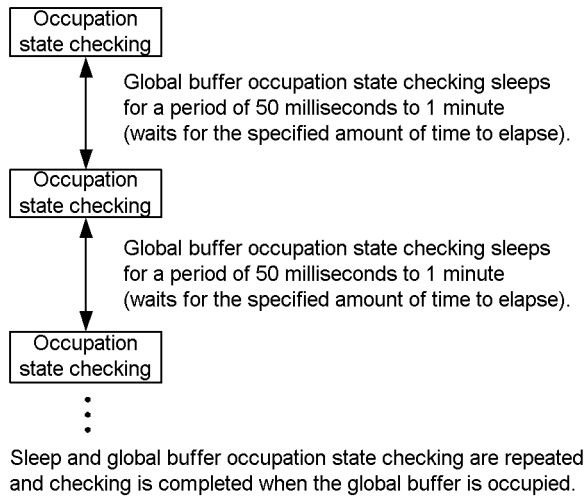 Occupation
state checking
Global buffer occupation state checking sleeps
for a period of 50 milliseconds to 1 minute
(waits for the specified amount of time to elapse).
Occupation
state checking
Global buffer occupation state checking sleeps
for a period of 50 milliseconds to 1 minute
(waits for the specified amount of time to elapse).
Occupation
state checking
Sleep and global buffer occupation state checking are repeated
and checking is completed when the global buffer is occupied.